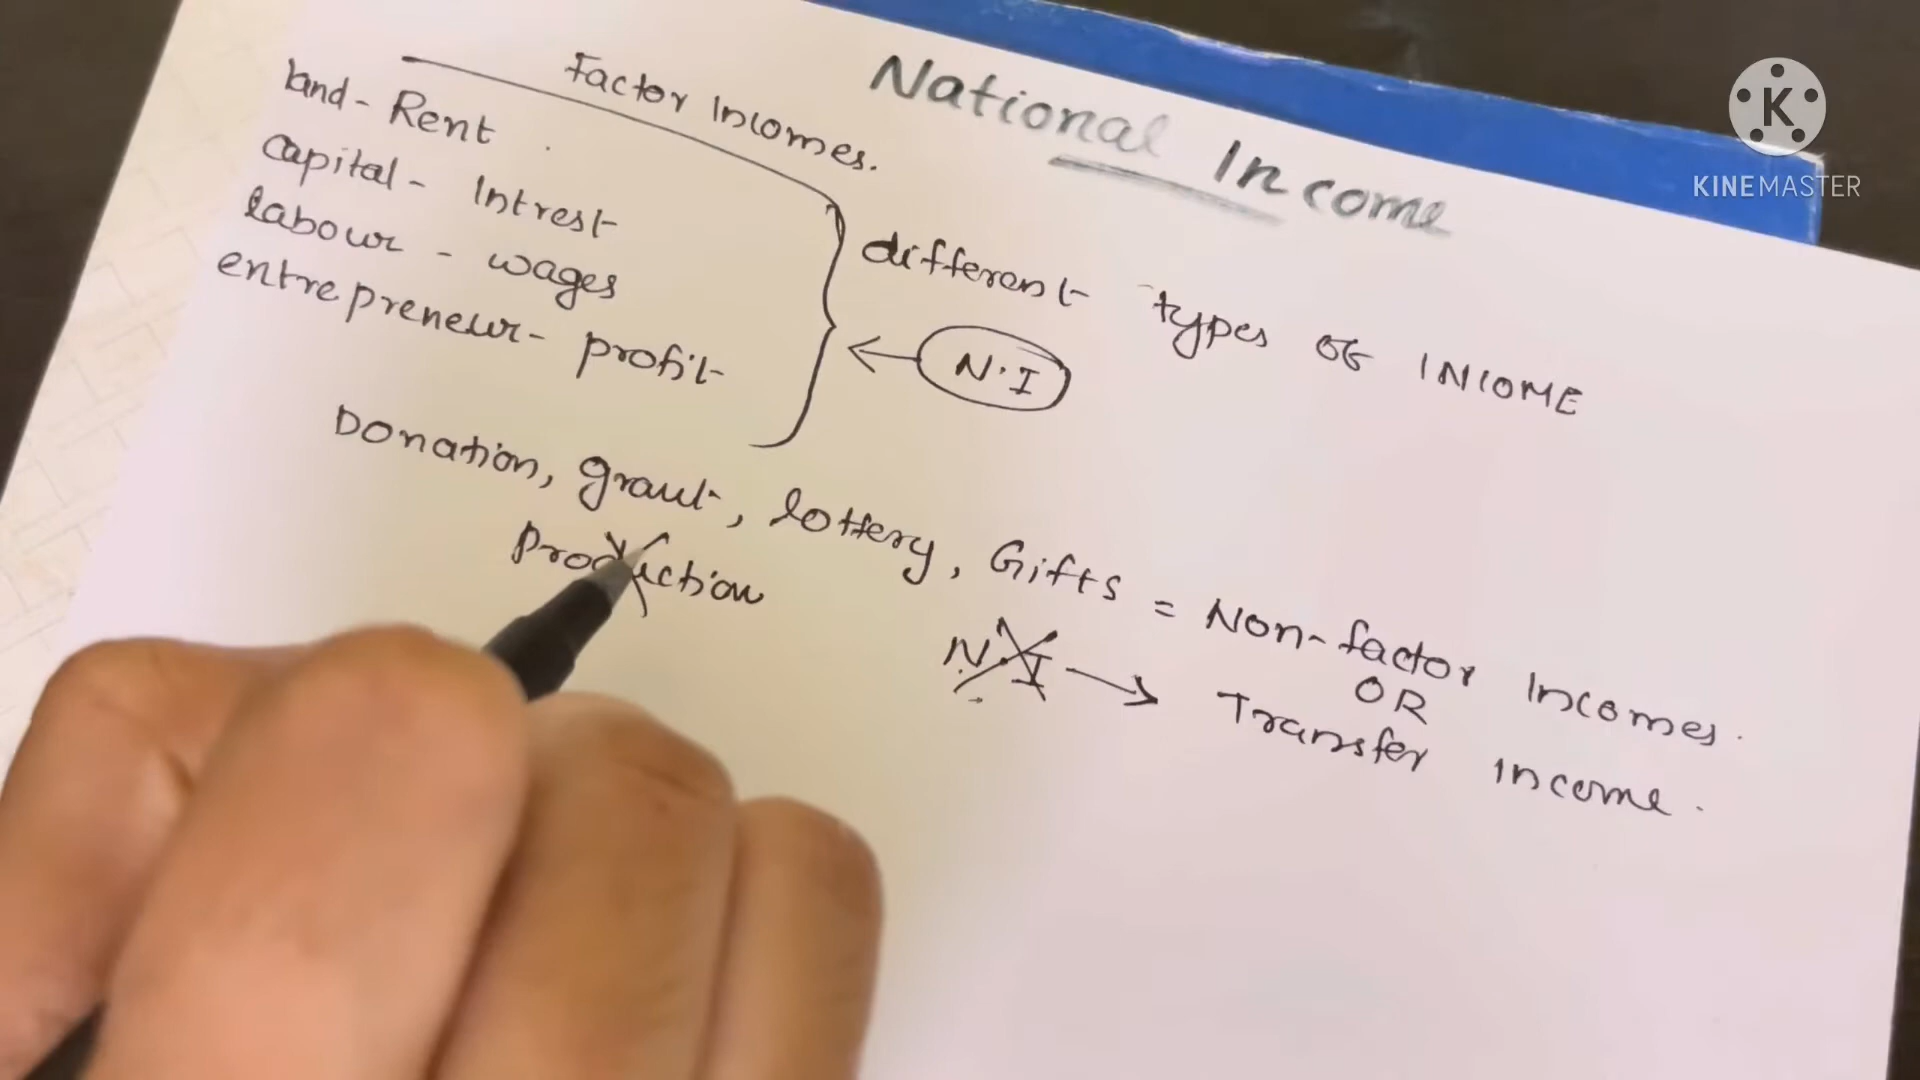 National Income
Factor Incomes.
land - Rent
capital - Intrest
labour - wages
entrepreneur - profit
different types of INCOME
N.I
Donation, grant, lottery, Gifts = Non-factor Incomes.
Production
OR
N.I → Transfer income.
K
KINEMASTER